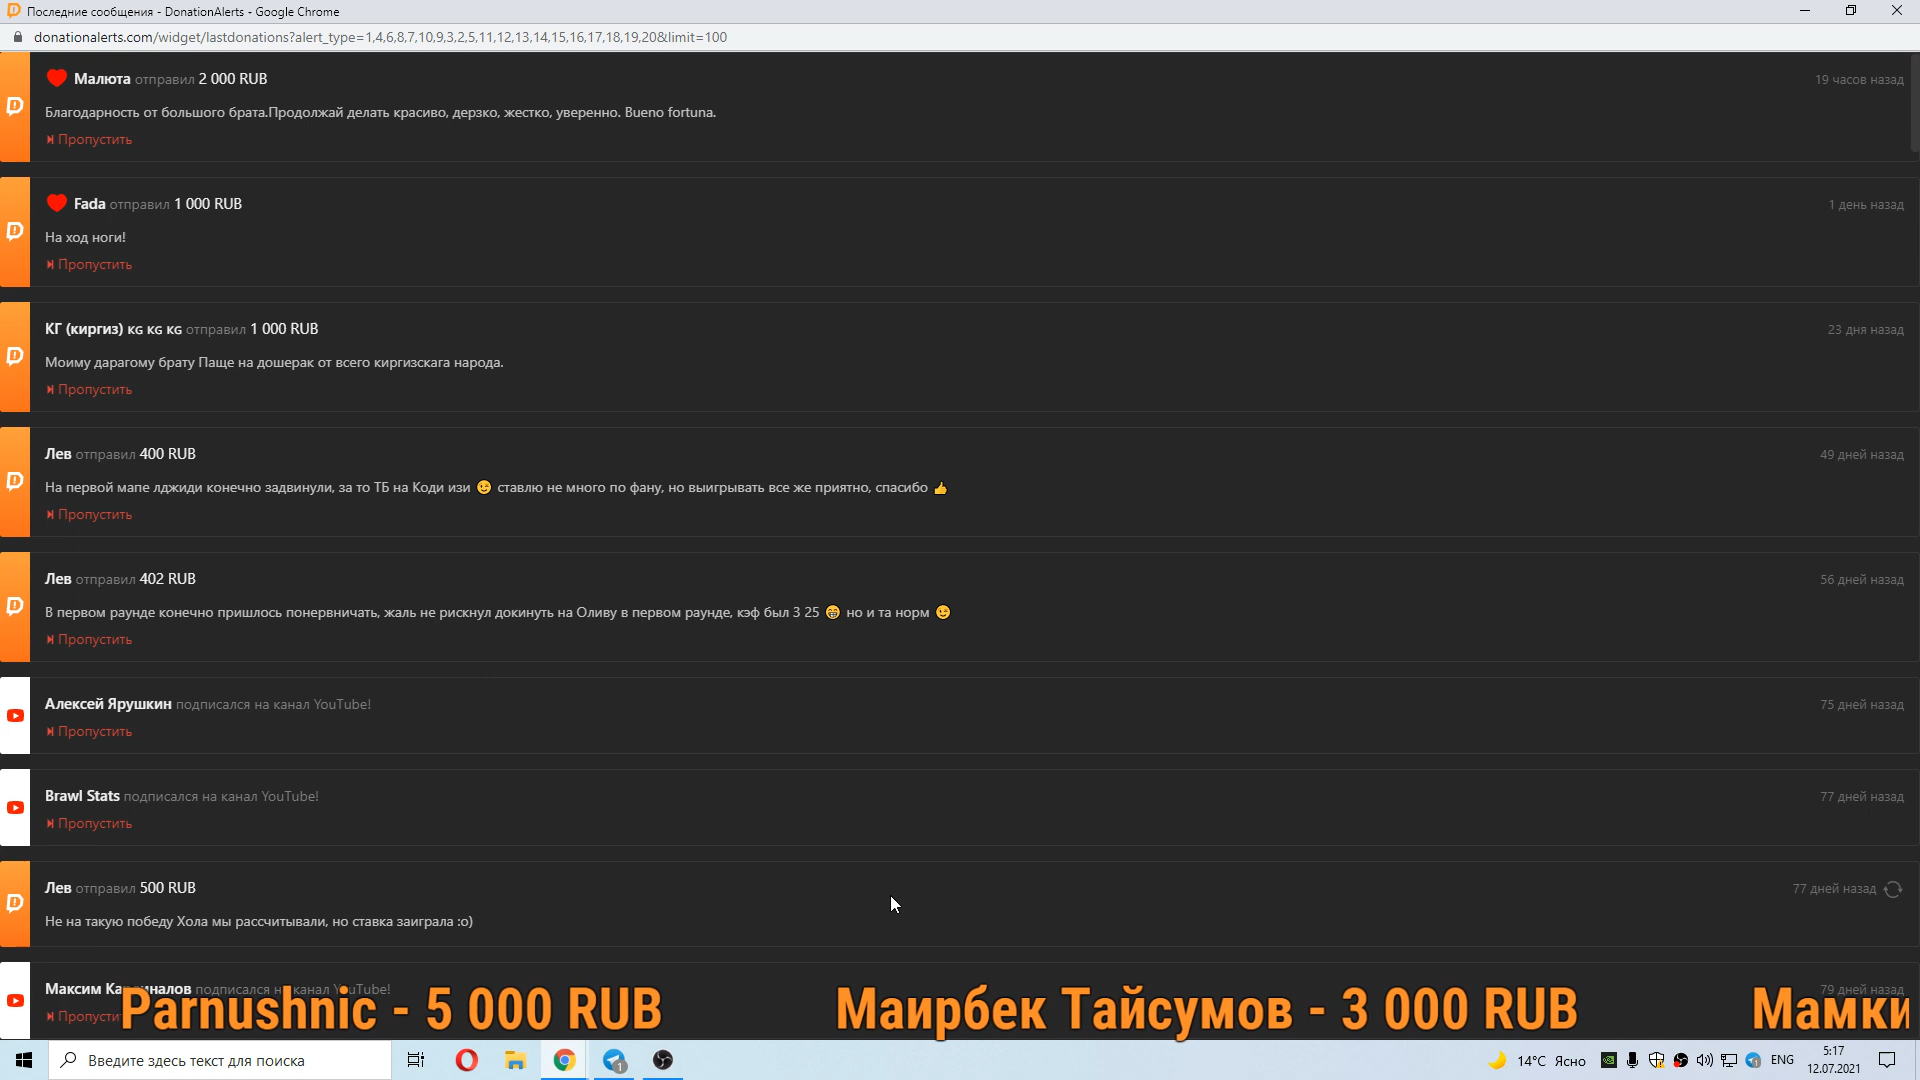 Последние сообщения - DonationAlerts - Google Chrome
donationalerts.com/widget/lastdonations?alert_type=1,4,6,8,7,10,9,3,2,5,11,12,13,14,15,16,17,18,19,20&limit=100
Малюта отправил 2 000 RUB 19 часов назад
Благодарность от большого брата.Продолжай делать красиво, дерзко, жестко, уверенно. Bueno fortuna.
Пропустить
Fada отправил 1 000 RUB 1 день назад
На ход ноги!
Пропустить
КГ (киргиз) KG KG KG отправил 1 000 RUB 23 дня назад
Моиму дарагому брату Паще на дошерак от всего киргизскага народа.
Пропустить
Лев отправил 400 RUB 49 дней назад
На первой мапе лджиди конечно задвинули, за то ТБ на Коди изи 😉 ставлю не много по фану, но выигрывать все же приятно, спасибо 👍
Пропустить
Лев отправил 402 RUB 56 дней назад
В первом раунде конечно пришлось понервничать, жаль не рискнул докинуть на Оливу в первом раунде, кэф был 3 25 😁 но и та норм 😉
Пропустить
Алексей Ярушкин подписался на канал YouTube! 75 дней назад
Пропустить
Brawl Stats подписался на канал YouTube! 77 дней назад
Пропустить
Лев отправил 500 RUB 77 дней назад
Не на такую победу Хола мы рассчитывали, но ставка заиграла :o)
Максим подписался на канал YouTube! 79 дней назад
Пропустить
Parnushnic - 5 000 RUB Маирбек Тайсумов - 3 000 RUB Мамки
Введите здесь текст для поиска
14°C Ясно
ENG
5:17
12.07.2021